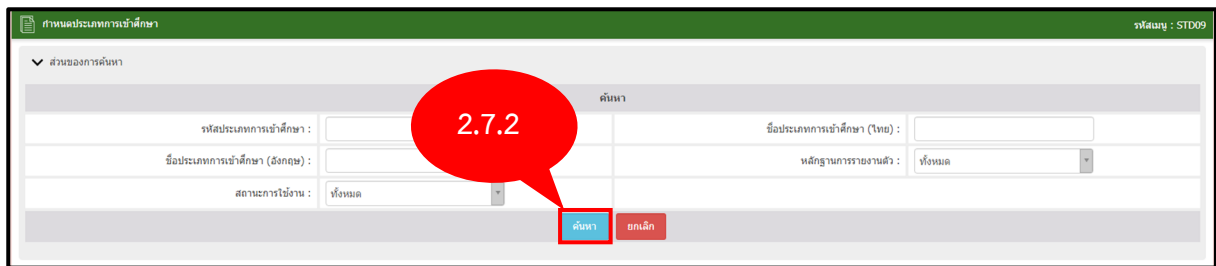 กำหนดประเภทการเข้าศึกษา รหัสเมนู : STD09
ส่วนของการค้นหา
ค้นหา
2.7.2
รหัสประเภทการเข้าศึกษา : ชื่อประเภทการเข้าศึกษา (ไทย) :
ชื่อประเภทการเข้าศึกษา (อังกฤษ) : หลักฐานการรายงานตัว : ทั้งหมด
สถานะการใช้งาน : ทั้งหมด
ค้นหา ยกเลิก